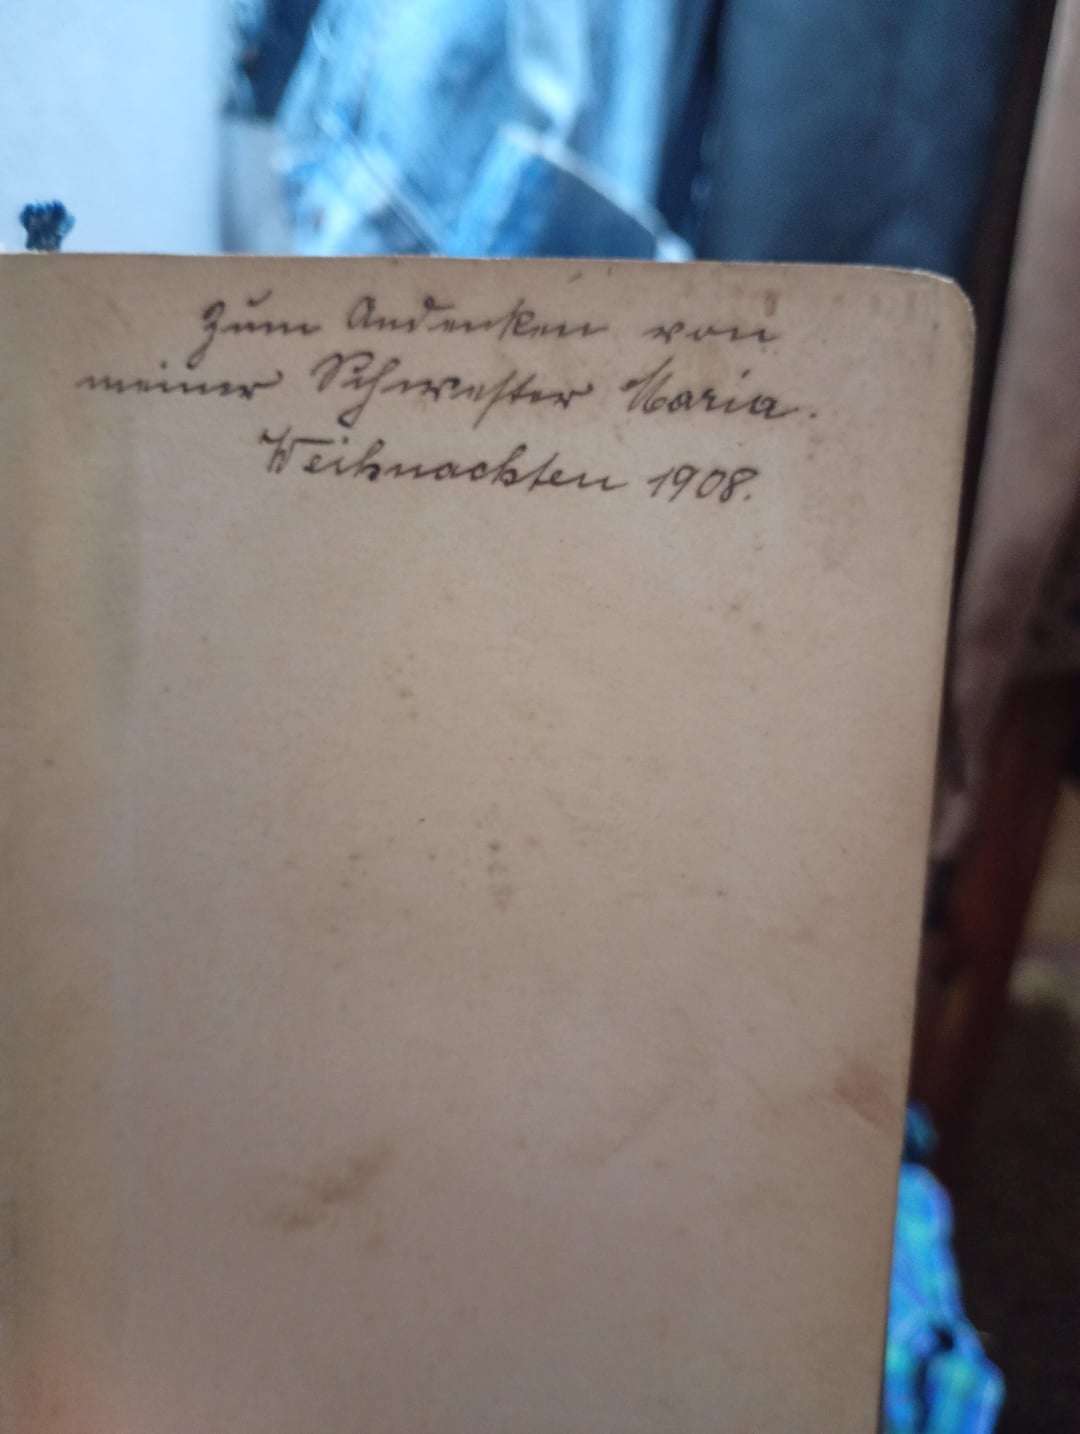 Zum Andenken von
meiner Schwester Maria.
Weihnachten 1908.